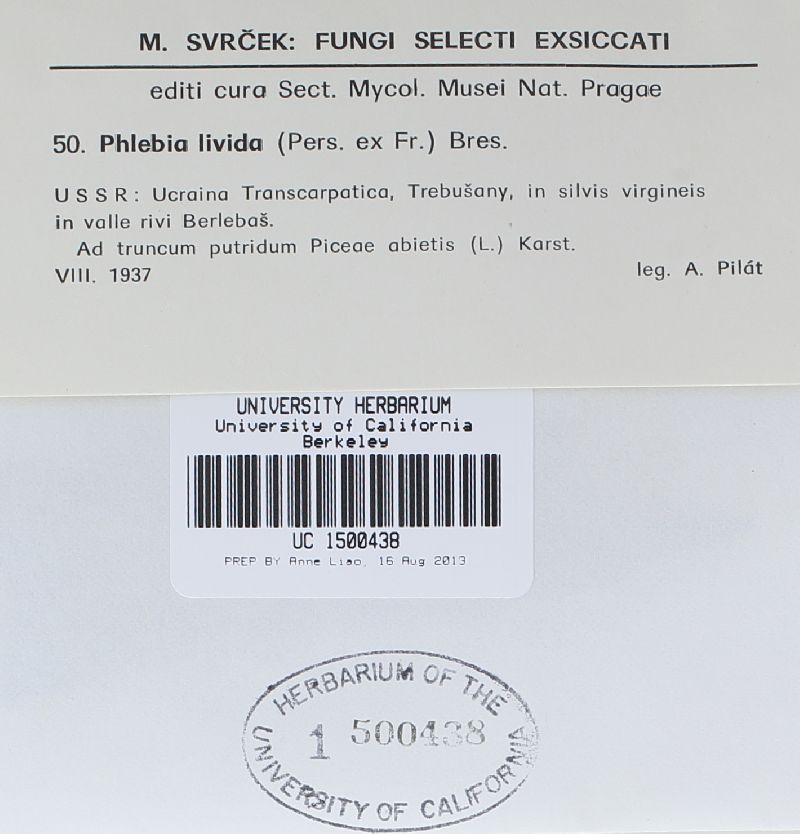 M. SVRČEK: FUNGI SELECTI EXSICCATI
editi cura Sect. Mycol. Musei Nat. Pragae
50. Phlebia livida (Pers. ex Fr.) Bres.
USSR: Ucraina Transcarpatica, Trebušany, in silvis virgineis
in valle rivi Berlebaš.
Ad truncum putridum Piceae abietis (L.) Karst.
VIII. 1937 leg. A. Pilát
UNIVERSITY HERBARIUM
University of California
Berkeley
UC 1500438
PREP BY Anne Liao, 16 Aug 2013
HERBARIUM OF THE
1 500438
UNIVERSITY OF CALIFORNIA